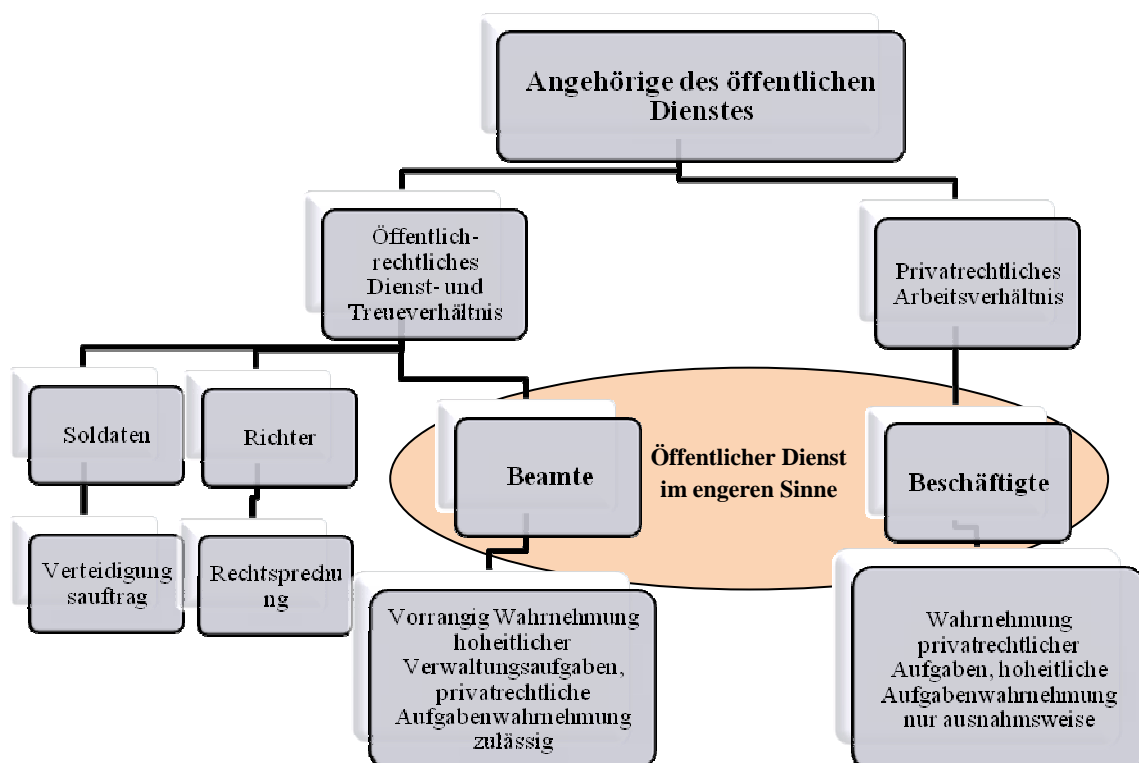 Angehörige des öffentlichen
Dienstes
Öffentlich-
rechtliches
Dienst- und
Treueverhältnis
Privatrechtliches
Arbeitsverhältnis
Soldaten
Richter
Beamte
Öffentlicher Dienst
im engeren Sinne
Beschäftigte
Verteidigung
sauftrag
Rechtsprechu
ng
Vorrangig Wahrnehmung
hoheitlicher
Verwaltungsaufgaben,
privatrechtliche
Aufgabenwahrnehmung
zulässig
Wahrnehmung
privatrechtlicher
Aufgaben, hoheitliche
Aufgabenwahrnehmung
nur ausnahmsweise